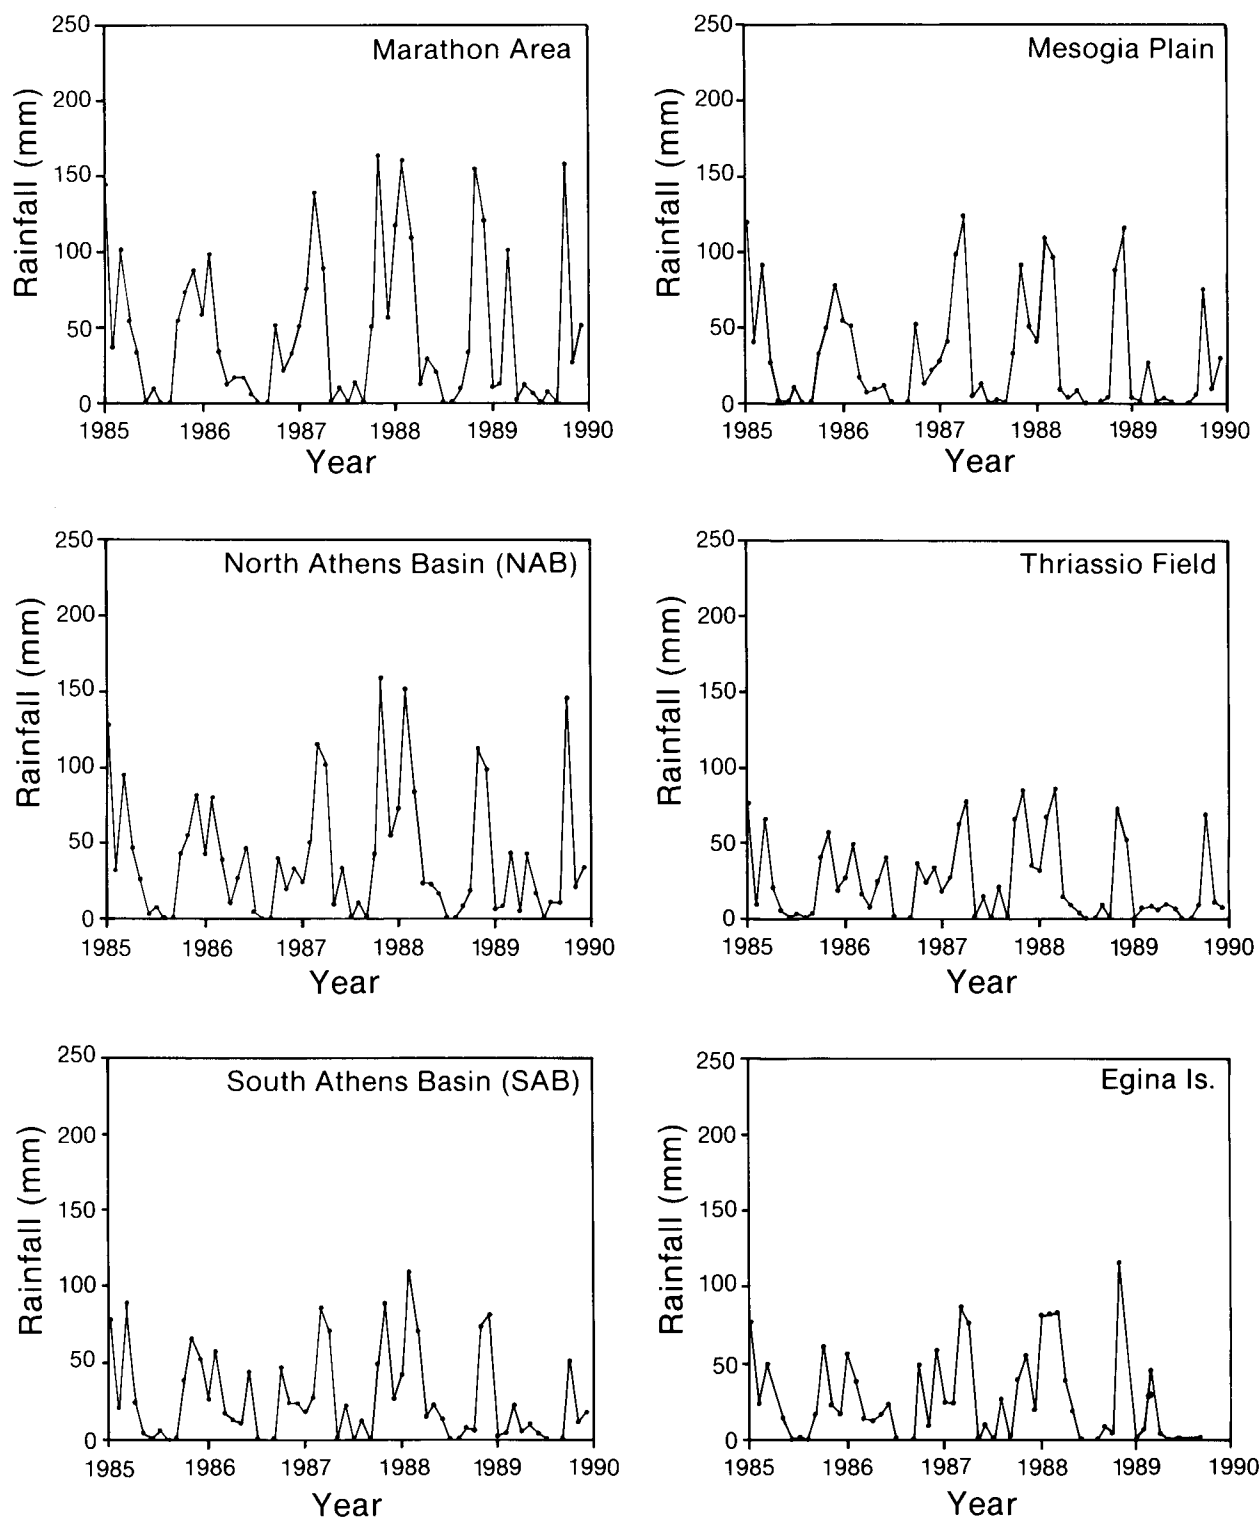 Marathon Area
Rainfall (mm)
250
200
150
100
50
0
1985 1986 1987 1988 1989 1990
Year
Mesogia Plain
Rainfall (mm)
250
200
150
100
50
0
1985 1986 1987 1988 1989 1990
Year
North Athens Basin (NAB)
Rainfall (mm)
250
200
150
100
50
0
1985 1986 1987 1988 1989 1990
Year
Thriassio Field
Rainfall (mm)
250
200
150
100
50
0
1985 1986 1987 1988 1989 1990
Year
South Athens Basin (SAB)
Rainfall (mm)
250
200
150
100
50
0
1985 1986 1987 1988 1989 1990
Year
Egina Is.
Rainfall (mm)
250
200
150
100
50
0
1985 1986 1987 1988 1989 1990
Year